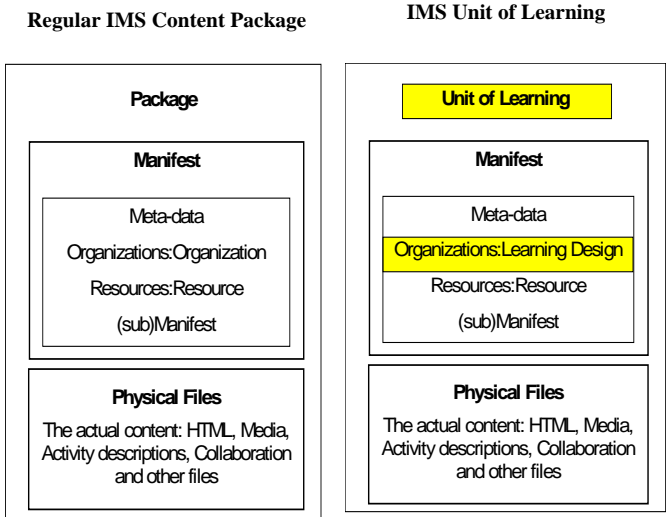 Regular IMS Content Package
Package
Manifest
Meta-data
Organizations:Organization
Resources:Resource
(sub)Manifest
Physical Files
The actual content: HTML, Media,
Activity descriptions, Collaboration
and other files
IMS Unit of Learning
Unit of Learning
Manifest
Meta-data
Organizations:Learning Design
Resources:Resource
(sub)Manifest
Physical Files
The actual content: HTML, Media,
Activity descriptions, Collaboration
and other files